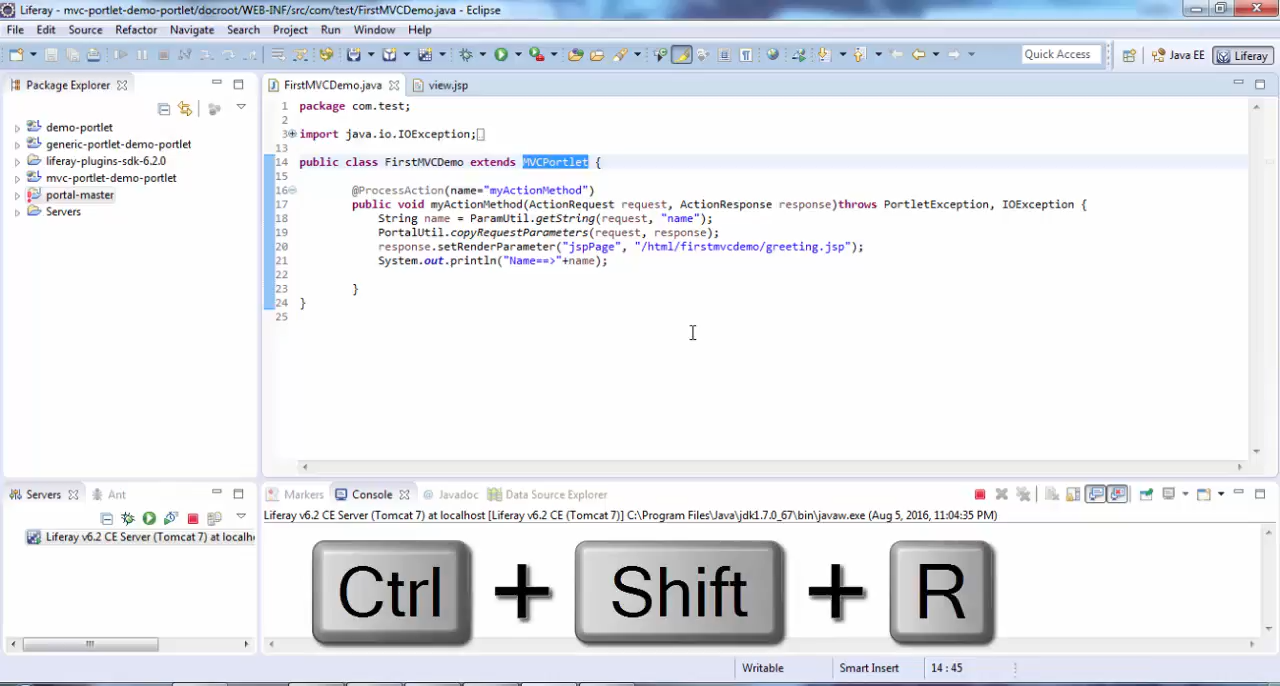 Liferay - mvc-portlet-demo-portlet/docroot/WEB-INF/src/com/test/FirstMVCDemo.java - Eclipse
File Edit Source Refactor Navigate Search Project Run Window Help
Quick Access Java EE Liferay
Package Explorer
demo-portlet
generic-portlet-demo-portlet
liferay-plugins-sdk-6.2.0
mvc-portlet-demo-portlet
portal-master
Servers
FirstMVCDemo.java view.jsp
1 package com.test;
2
3 import java.io.IOException;
13
14 public class FirstMVCDemo extends MVCPortlet {
15
16 @ProcessAction(name="myActionMethod")
17 public void myActionMethod(ActionRequest request, ActionResponse response)throws PortletException, IOException {
18 String name = ParamUtil.getString(request, "name");
19 PortalUtil.copyRequestParameters(request, response);
20 response.setRenderParameter("jspPage", "/html/firstmvcdemo/greeting.jsp");
21 System.out.println("Name==>"+name);
22
23 }
24 }
25
Servers Ant
Liferay v6.2 CE Server (Tomcat 7) at localh
Markers Console @ Javadoc Data Source Explorer
Liferay v6.2 CE Server (Tomcat 7) at localhost [Liferay v6.2 CE (Tomcat 7)] C:\Program Files\Java\jdk1.7.0_67\bin\javaw.exe (Aug 5, 2016, 11:04:35 PM)
Ctrl + Shift + R
Writable Smart Insert 14 : 45